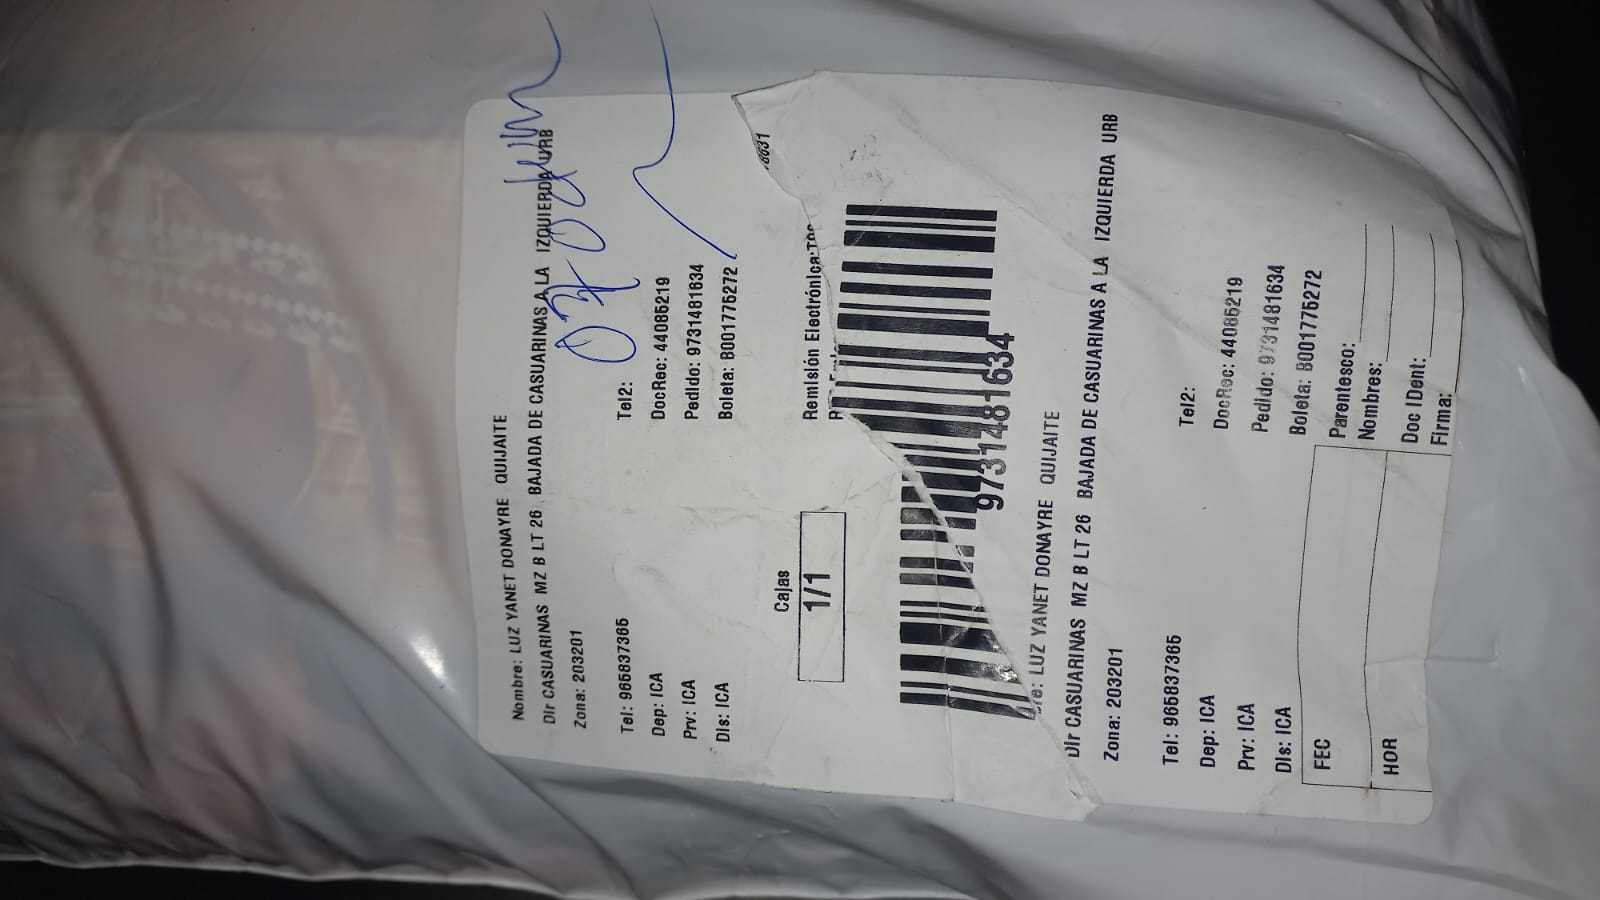 Nombre: LUZ YANET DONAYRE QUIJAITE
Dir CASUARINAS MZ B LT 26 BAJADA DE CASUARINAS A LA IZQUIERDA URB
Zona: 203201
Tel: 965837365 Tel2:
Dep: ICA DocRec: 44085219
Prv: ICA Pedido: 9731481634
Dis: ICA Boleta: B001775272
Cajas
1/1
Remisión Electrónica:
9731481634
LUZ YANET DONAYRE QUIJAITE
Dir CASUARINAS MZ B LT 26 BAJADA DE CASUARINAS A LA IZQUIERDA URB
Zona: 203201
Tel: 965837365 Tel2:
Dep: ICA DocRec: 44085219
Prv: ICA Pedido: 9731481634
Dis: ICA Boleta: B001775272
FEC Parentesco:
Nombres:
HOR Doc IDent:
Firma: